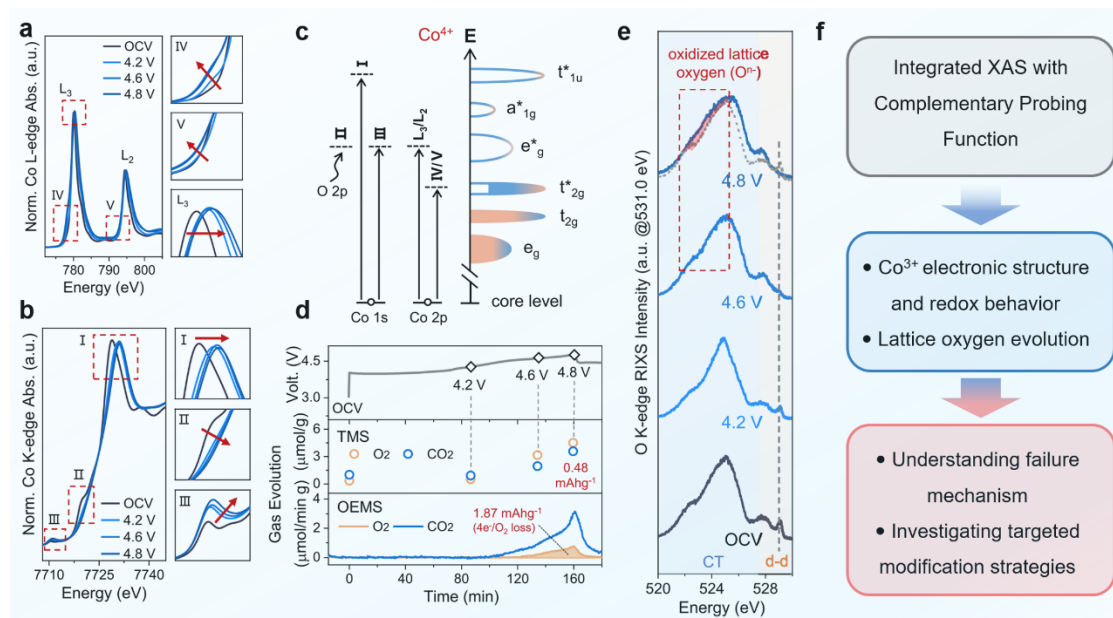 a
Norm. Co L-edge Abs. (a.u.)
OCV
4.2 V
4.6 V
4.8 V
L3
L2
IV
V
780
790
800
Energy (eV)
IV
V
L3
b
Norm. Co K-edge Abs. (a.u.)
I
II
III
OCV
4.2 V
4.6 V
4.8 V
7710
7725
7740
Energy (eV)
I
II
III
c
Co4+
E
I
II
III
O 2p
L3/L2
IV/V
t*1u
a*1g
e*g
t*2g
t2g
eg
core level
Co 1s
Co 2p
d
Volt. (V)
4.5
3.0
OCV
4.2 V
4.6 V
4.8 V
Gas Evolution
(μmol/min g) (μmol/g)
6
3
0
TMS
O2
CO2
0.48
mAhg-1
4
2
0
OEMS
O2
CO2
1.87 mAhg-1
(4e-/O2 loss)
0
40
80
120
160
Time (min)
e
O K-edge RIXS Intensity (a.u. @531.0 eV)
oxidized lattice
oxygen (On-)
4.8 V
4.6 V
4.2 V
OCV
CT
d-d
520
524
528
Energy (eV)
f
Integrated XAS with
Complementary Probing
Function
• Co3+ electronic structure
and redox behavior
• Lattice oxygen evolution
• Understanding failure
mechanism
• Investigating targeted
modification strategies